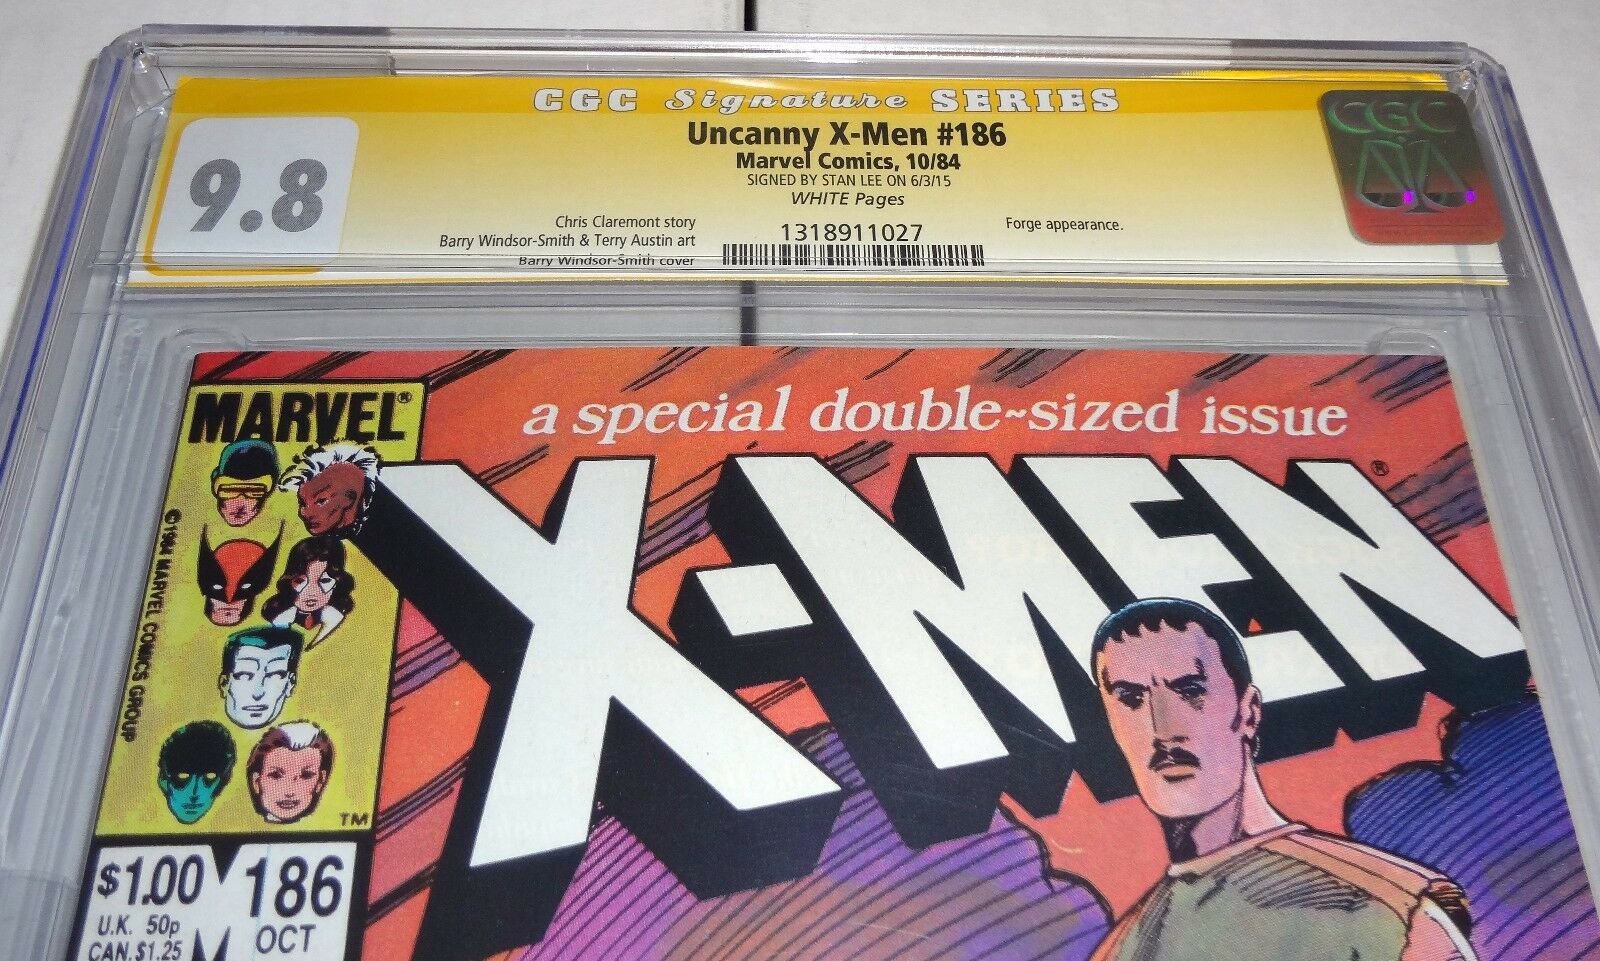 CGC Signature SERIES
9.8
Uncanny X-Men #186
Marvel Comics, 10/84
SIGNED BY STAN LEE ON 6/3/15
WHITE Pages
Chris Claremont story
Barry Windsor-Smith & Terry Austin art
Barry Windsor-Smith cover
1318911027
Forge appearance.
CGC
MARVEL®
a special double~sized issue
X-MEN®
©1984 MARVEL COMICS GROUP
TM
$1.00
186
U.K. 50p
OCT
CAN. $1.25